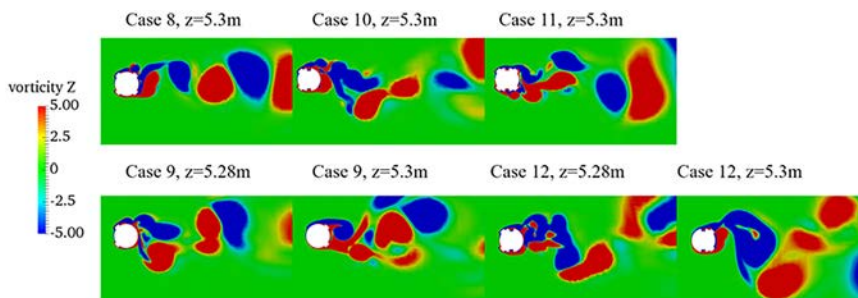 Case 8, z=5.3m
Case 10, z=5.3m
Case 11, z=5.3m
vorticity Z
5.00
2.5
0
-2.5
-5.00
Case 9, z=5.28m
Case 9, z=5.3m
Case 12, z=5.28m
Case 12, z=5.3m